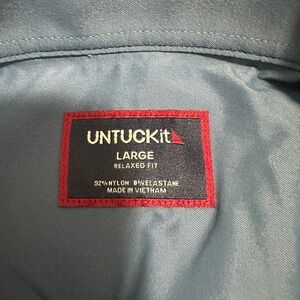 UNTUCKit
LARGE
RELAXED FIT
92% NYLON 8% ELASTANE
MADE IN VIETNAM